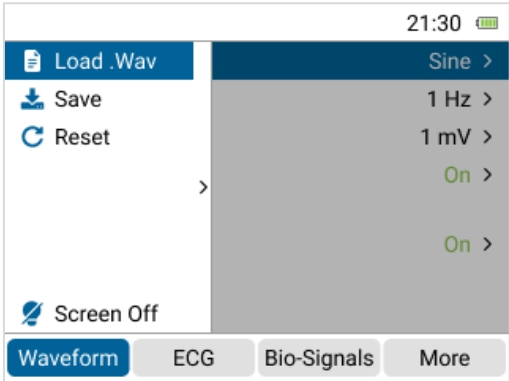 21:30
Load .Wav
Sine >
Save
1 Hz >
Reset
1 mV >
On >
>
On >
Screen Off
Waveform ECG Bio-Signals More